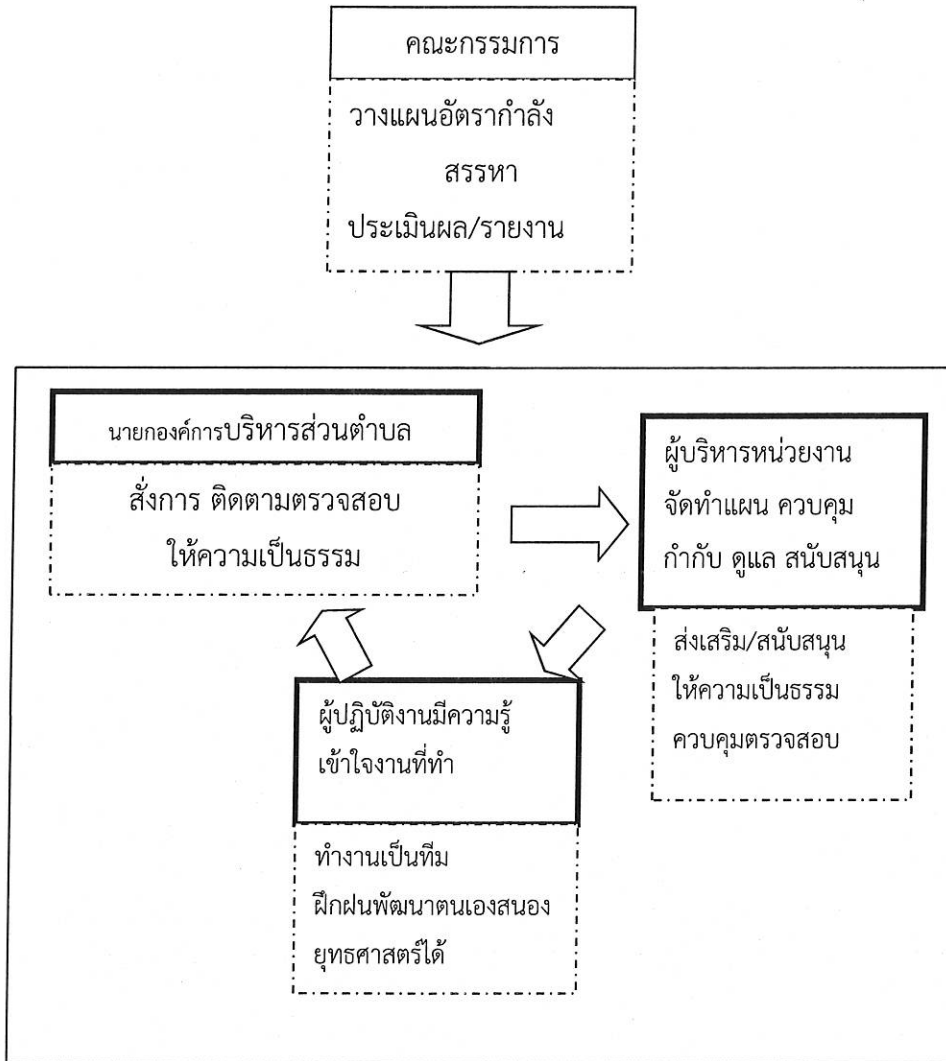 คณะกรรมการ
วางแผนอัตรากำลัง
สรรหา
ประเมินผล/รายงาน
นายกองค์การบริหารส่วนตำบล
สั่งการ ติดตามตรวจสอบ
ให้ความเป็นธรรม
ผู้บริหารหน่วยงาน
จัดทำแผน ควบคุม
กำกับ ดูแล สนับสนุน
ส่งเสริม/สนับสนุน
ให้ความเป็นธรรม
ควบคุมตรวจสอบ
ผู้ปฏิบัติงานมีความรู้
เข้าใจงานที่ทำ
ทำงานเป็นทีม
ฝึกฝนพัฒนาตนเองสนอง
ยุทธศาสตร์ได้